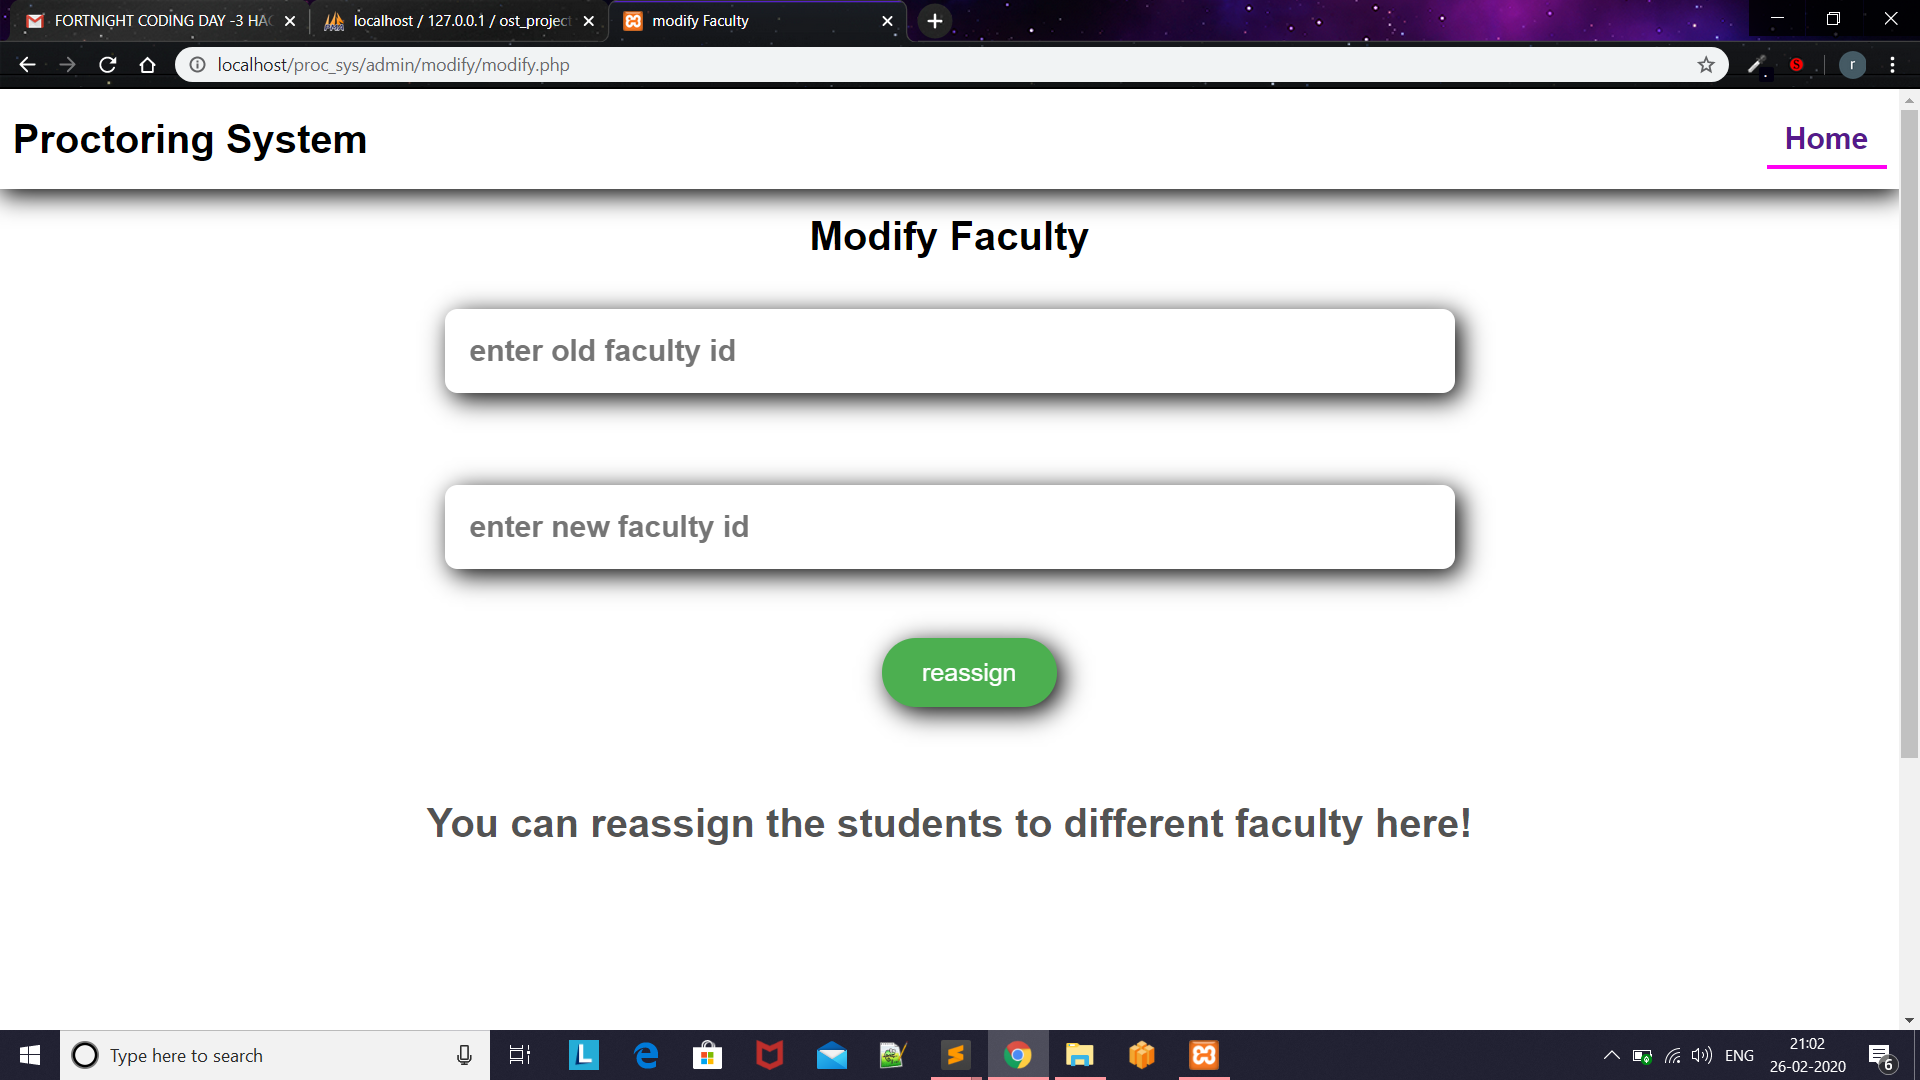 FORTNIGHT CODING DAY -3 HAC
localhost / 127.0.0.1 / ost_project
modify Faculty
localhost/proc_sys/admin/modify/modify.php
r
Proctoring System
Home
Modify Faculty
enter old faculty id
enter new faculty id
reassign
You can reassign the students to different faculty here!
Type here to search
L
ENG
21:02
26-02-2020
6